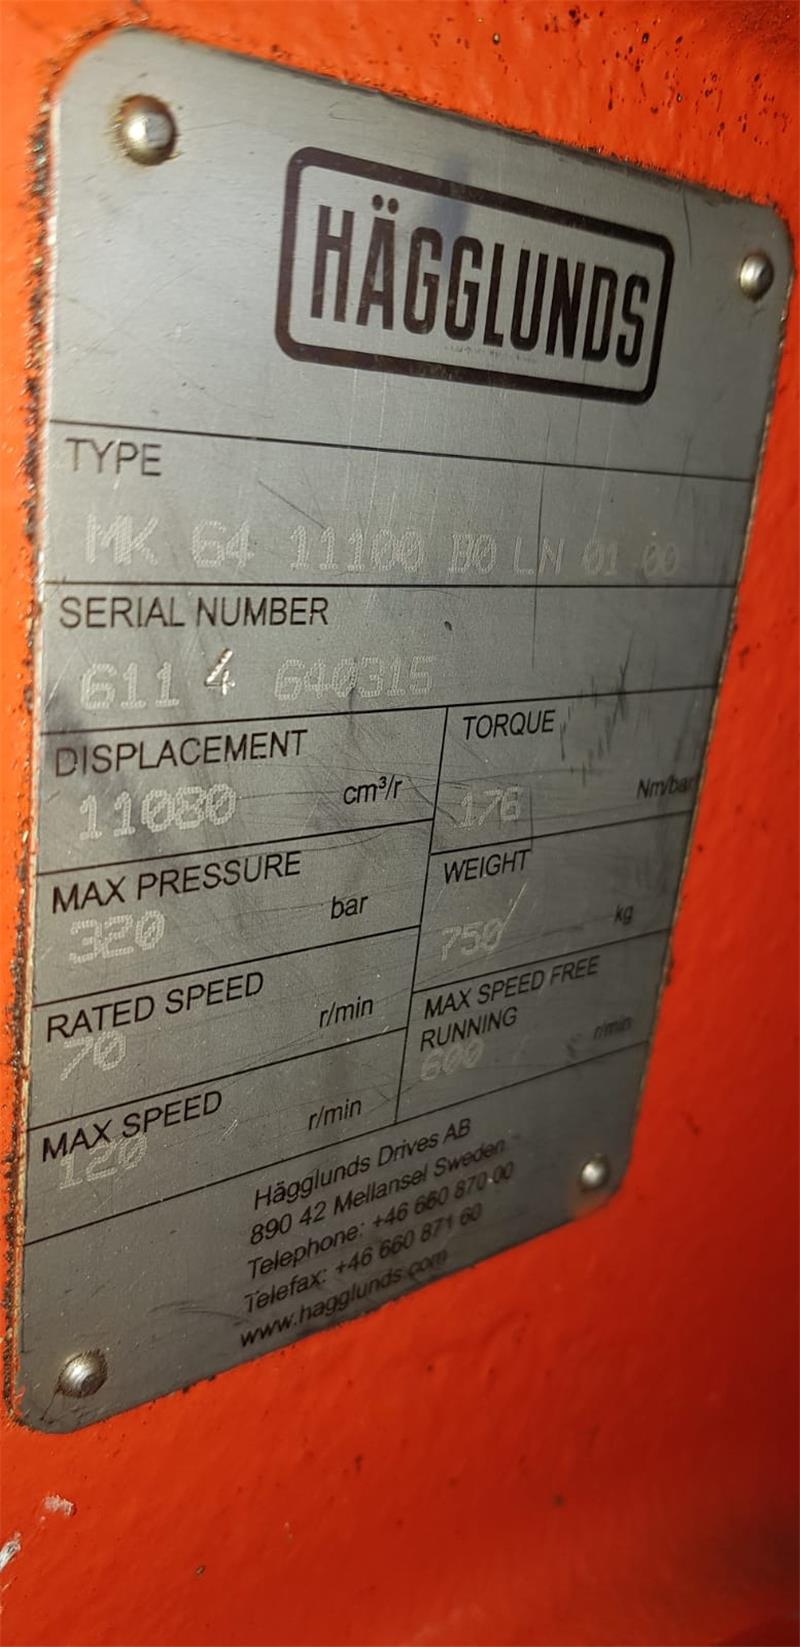 HÄGGLUNDS
TYPE
MK 64 11100 B0 LN 01 00
SERIAL NUMBER
611 4 640315
DISPLACEMENT
11080 cm³/r
TORQUE
176 Nm/bar
MAX PRESSURE
320 bar
WEIGHT
750 kg
RATED SPEED
70 r/min
MAX SPEED FREE
RUNNING
600 r/min
MAX SPEED
120 r/min
Hägglunds Drives AB
890 42 Mellansel Sweden
Telephone: +46 660 870 00
Telefax: +46 660 871 60
www.hagglunds.com